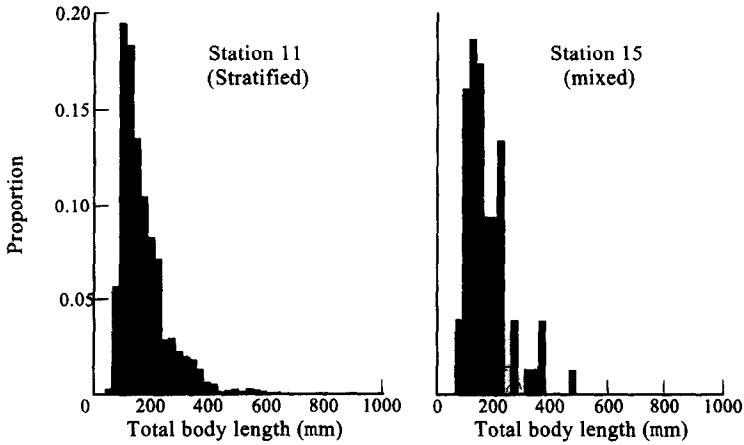 0.20
0.15
0.10
0.05
Proportion
Station 11
(Stratified)
0 200 400 600 800 1000
Total body length (mm)
Station 15
(mixed)
0 200 400 600 800 1000
Total body length (mm)